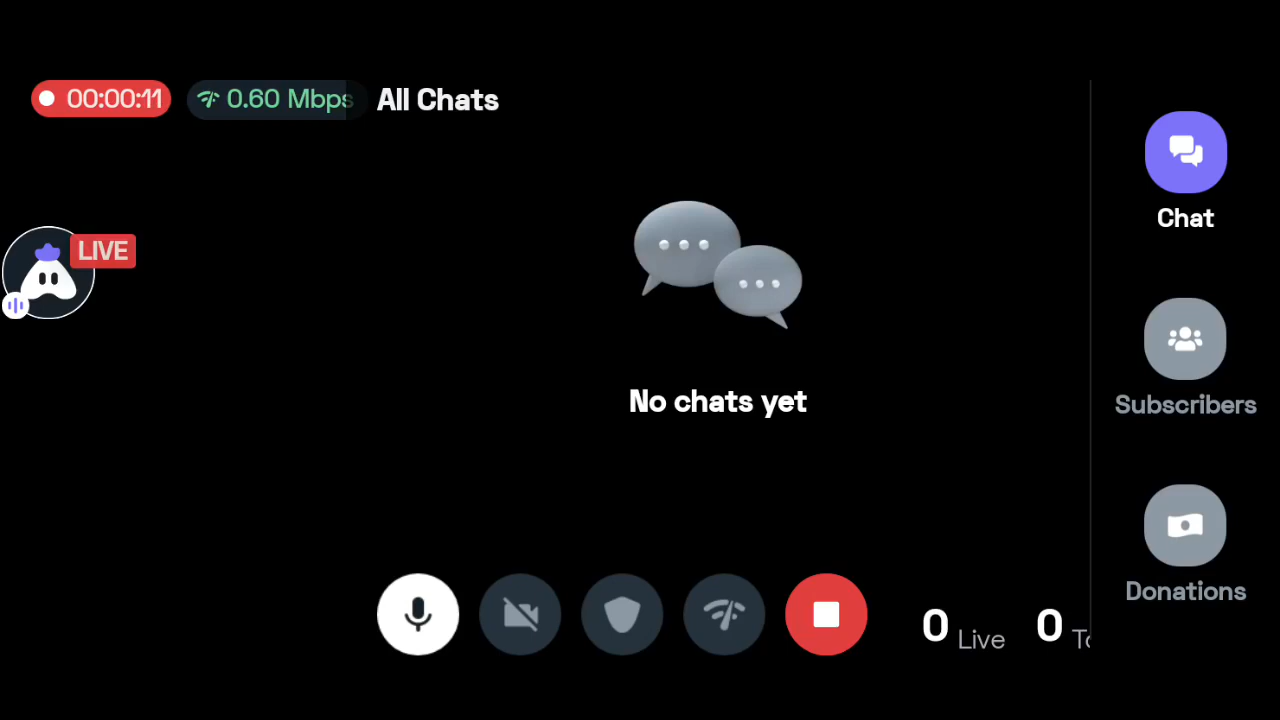 00:00:11
0.60 Mbps
All Chats
LIVE
Chat
No chats yet
Subscribers
Donations
0 Live
0